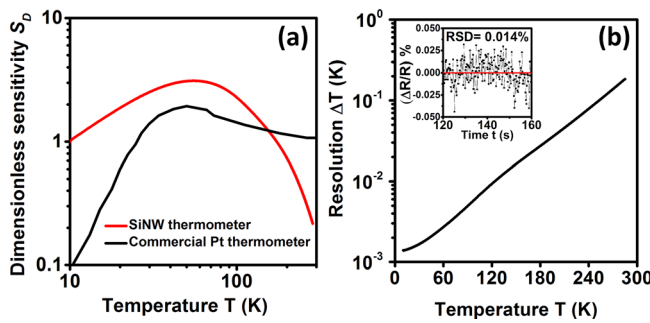 (a)
Dimensionless sensitivity S_D
10
1
0.1
SiNW thermometer
Commercial Pt thermometer
10 100
Temperature T (K)
(b)
Resolution ΔT (K)
10⁰
10⁻¹
10⁻²
10⁻³
RSD= 0.014%
(ΔR/R) %
0.050
0.025
0.000
-0.025
-0.050
120 140 160
Time t (s)
0 60 120 180 240 300
Temperature T (K)